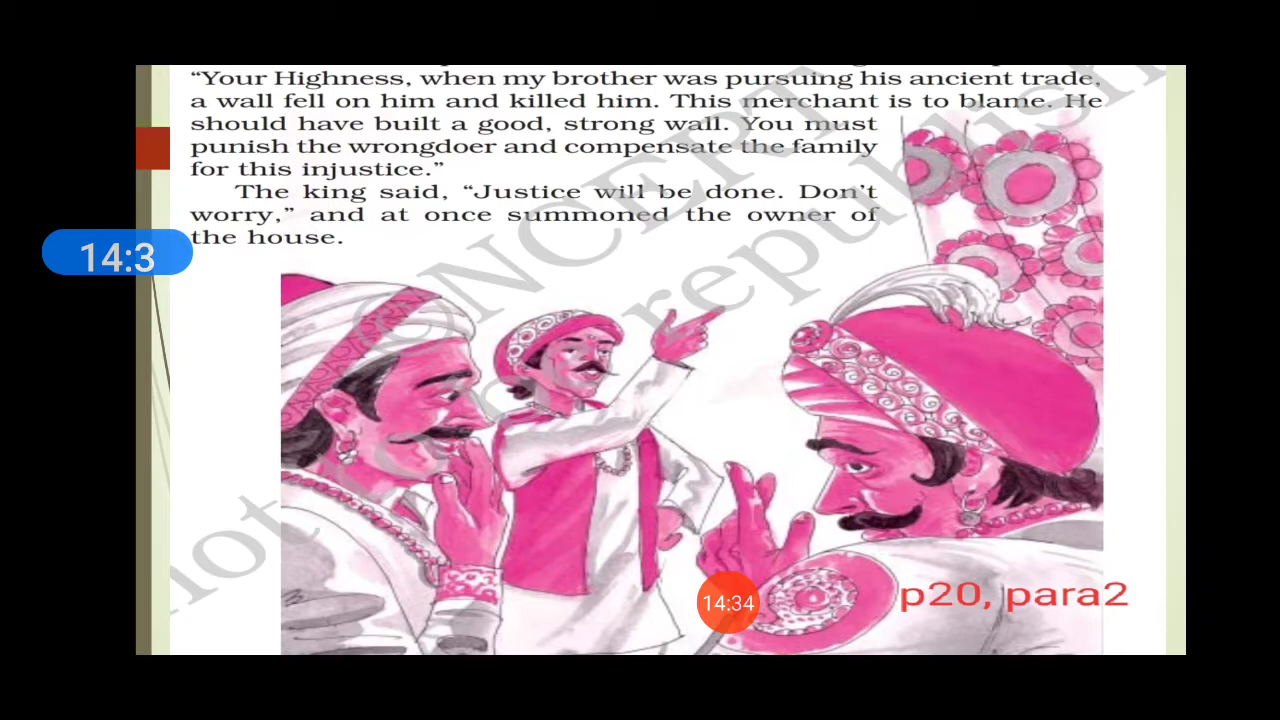 "Your Highness, when my brother was pursuing his ancient trade,
a wall fell on him and killed him. This merchant is to blame. He
should have built a good, strong wall. You must
punish the wrongdoer and compensate the family
for this injustice."
The king said, "Justice will be done. Don't
worry," and at once summoned the owner of
the house.
14:3
©NCERT
not republish
14:34
p20, para2